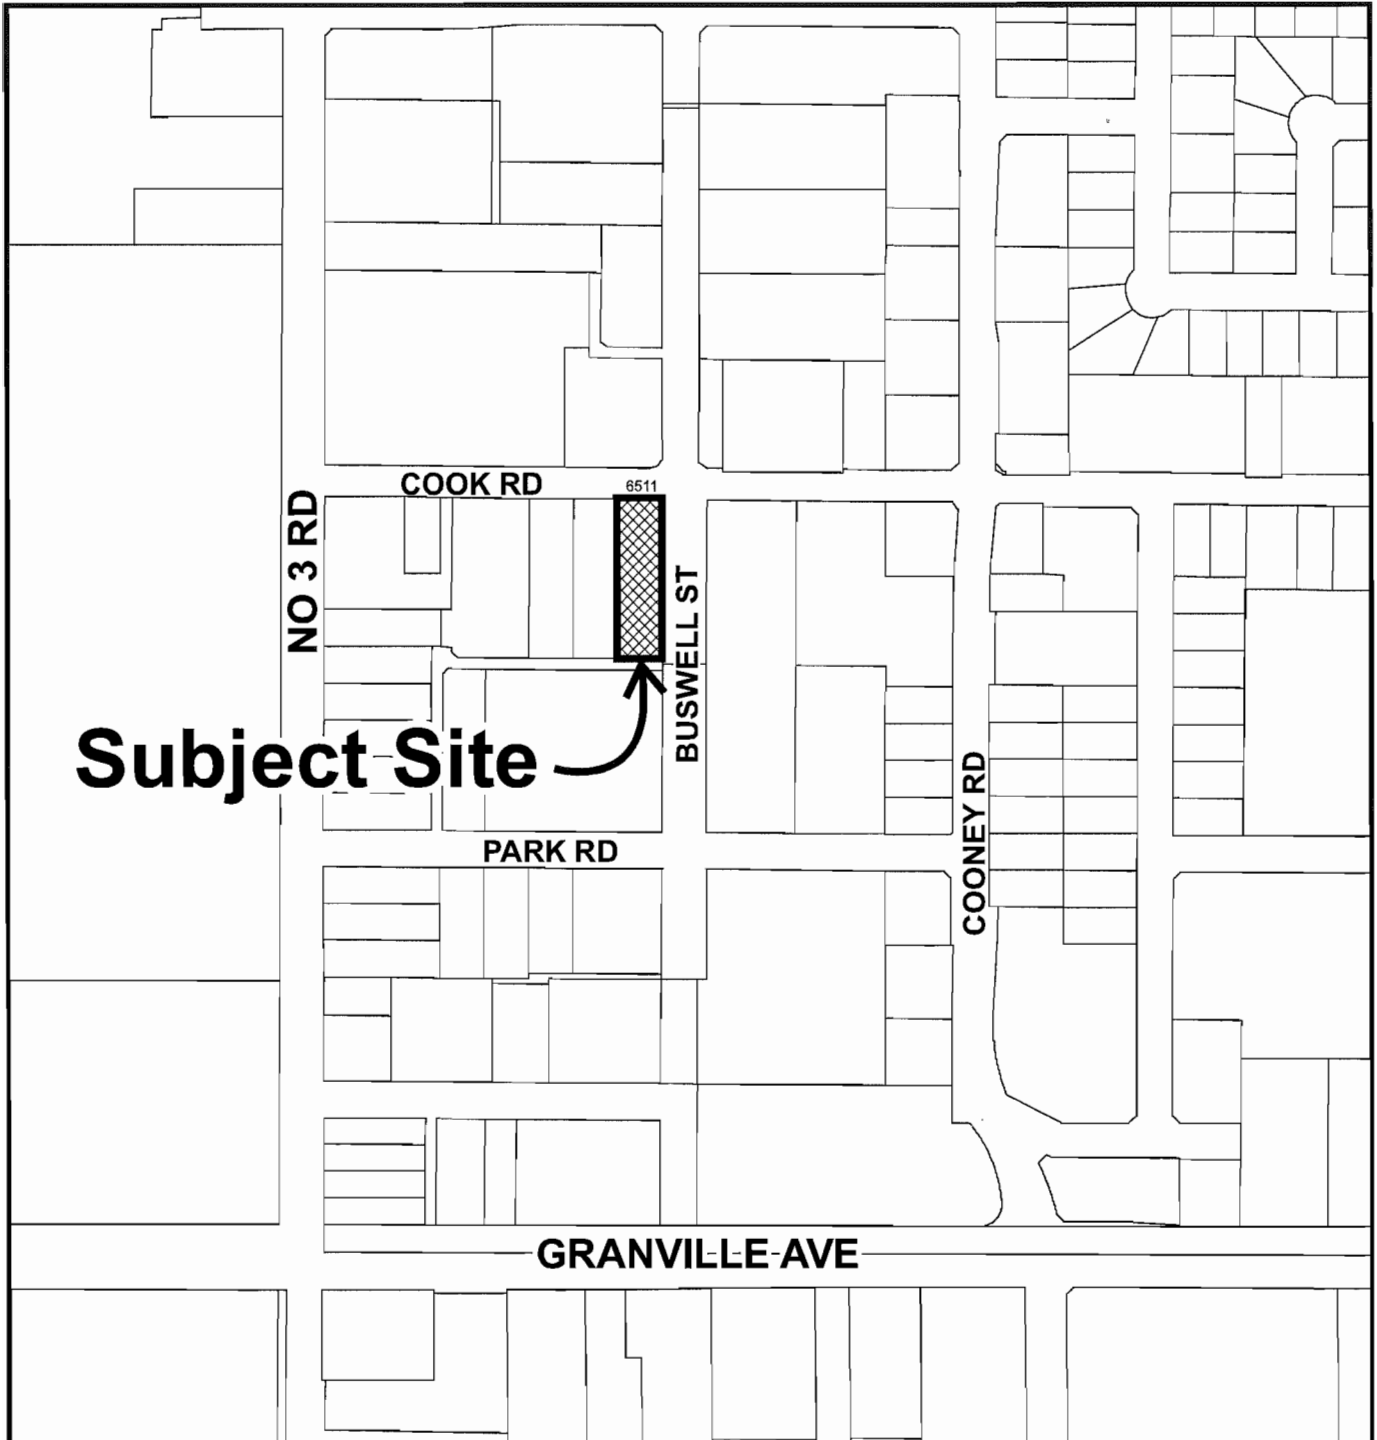 COOK RD
6511
NO 3 RD
BUSWELL ST
Subject Site
PARK RD
COONEY RD
GRANVILLE AVE